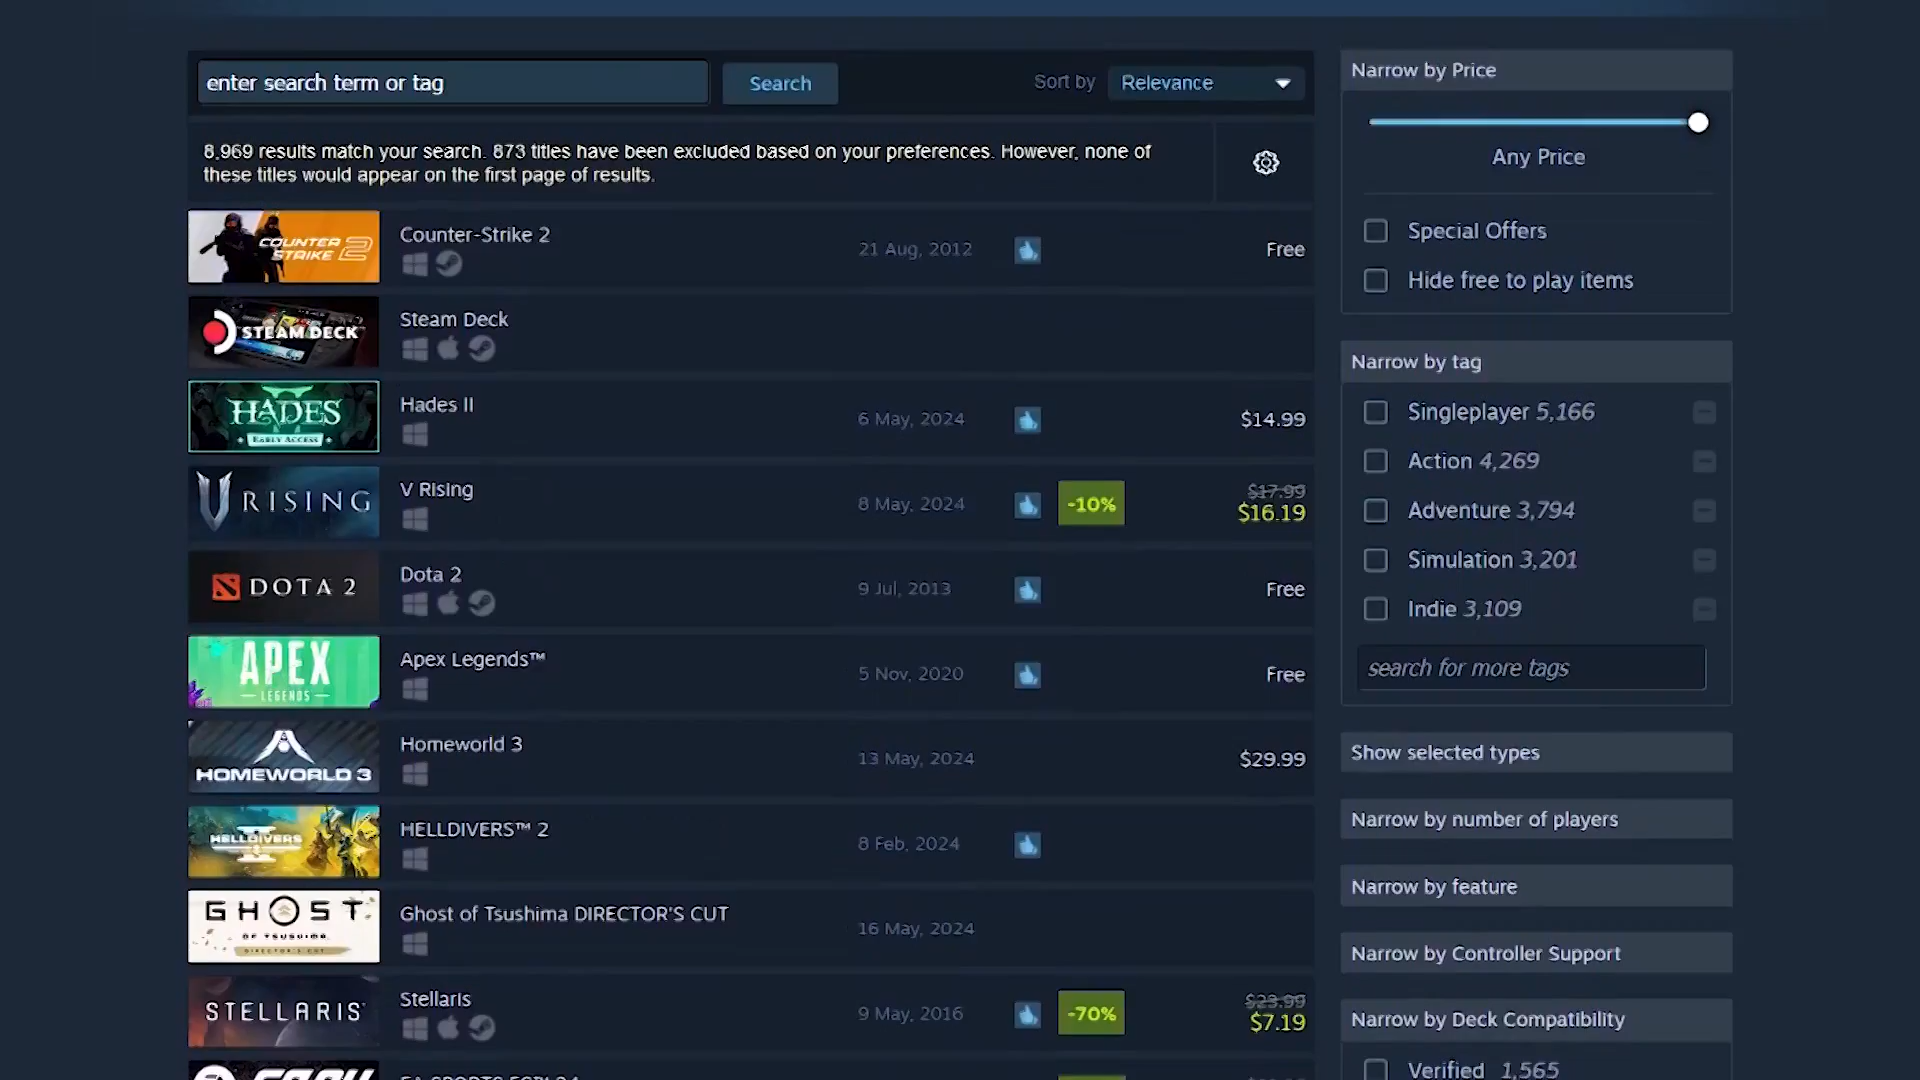 enter search term or tag
Search
Sort by
Relevance
8,969 results match your search. 873 titles have been excluded based on your preferences. However, none of
these titles would appear on the first page of results.
COUNTER
STRIKE 2
Counter-Strike 2
21 Aug, 2012
Free
STEAM DECK
Steam Deck
HADES
II
EARLY ACCESS
Hades II
6 May, 2024
$14.99
V RISING
V Rising
8 May, 2024
-10%
$17.99
$16.19
DOTA 2
Dota 2
9 Jul, 2013
Free
APEX
LEGENDS
Apex Legends™
5 Nov, 2020
Free
HOMEWORLD 3
Homeworld 3
13 May, 2024
$29.99
HELLDIVERS
II
HELLDIVERS™ 2
8 Feb, 2024
GHOST
OF TSUSHIMA
DIRECTOR'S CUT
Ghost of Tsushima DIRECTOR'S CUT
16 May, 2024
STELLARIS
Stellaris
9 May, 2016
-70%
$23.99
$7.19
Narrow by Price
Any Price
Special Offers
Hide free to play items
Narrow by tag
Singleplayer 5,166
Action 4,269
Adventure 3,794
Simulation 3,201
Indie 3,109
search for more tags
Show selected types
Narrow by number of players
Narrow by feature
Narrow by Controller Support
Narrow by Deck Compatibility
Verified 1,565